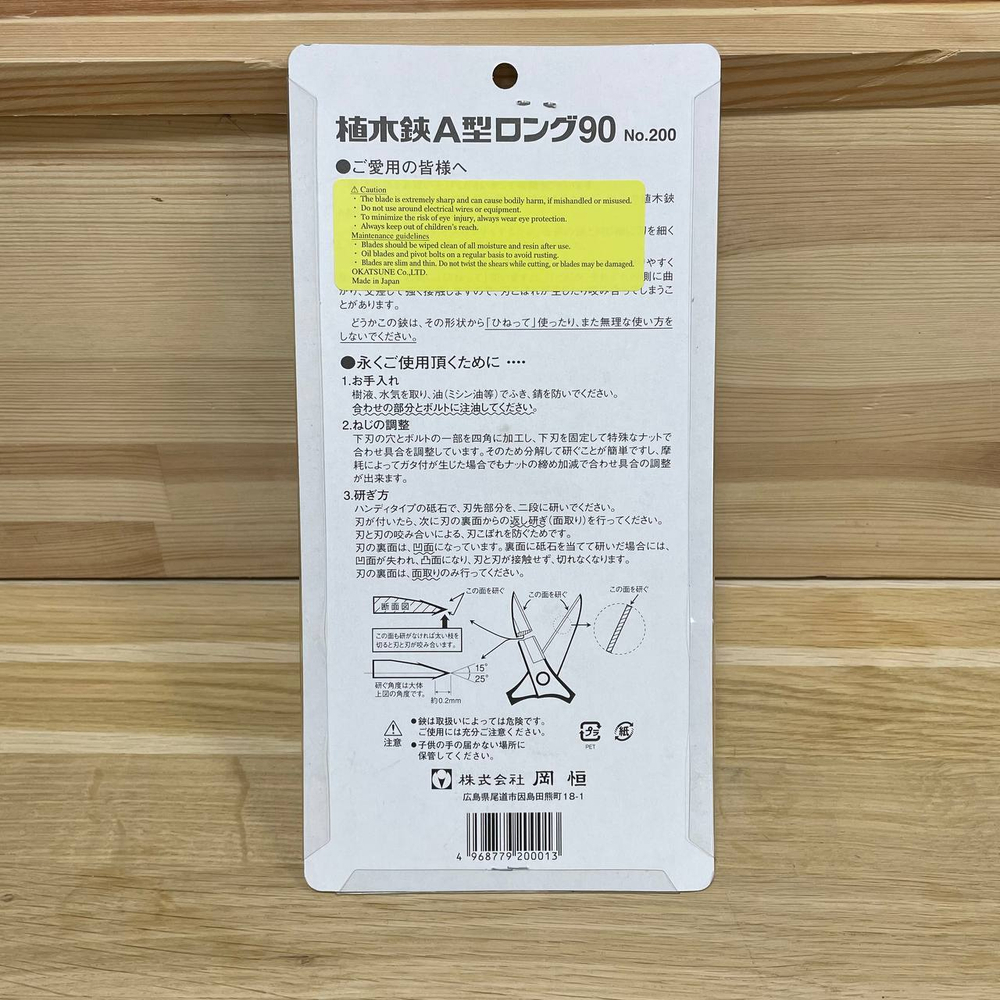 植木鋏A型ロング90 No.200
●ご愛用の皆様へ
⚠ Caution
・ The blade is extremely sharp and can cause bodily harm, if mishandled or misused.
・ Do not use around electrical wires or equipment.
・ To minimize the risk of eye injury, always wear eye protection.
・ Always keep out of children's reach.
Maintenance guidelines
・ Blades should be wiped clean of all moisture and resin after use.
・ Oil blades and pivot bolts on a regular basis to avoid rusting.
・ Blades are slim and thin. Do not twist the shears while cutting, or blades may be damaged.
OKATSUNE Co.,LTD.
Made in Japan
植木鋏
を細く
やすく
側に曲
とがあります。
どうかこの鋏は、その形状から「ひねって」使ったり、また無理な使い方を
しないでください。
●永くご使用頂くために ‥‥
1.お手入れ
樹液、水気を取り、油(ミシン油等)でふき、錆を防いでください。
合わせの部分とボルトに注油してください。
2.ねじの調整
下刃の穴とボルトの一部を四角に加工し、下刃を固定して特殊なナットで
合わせ具合を調整しています。そのため分解して研ぐことが簡単ですし、摩
耗によってガタ付が生じた場合でもナットの締め加減で合わせ具合の調整
が出来ます。
3.研ぎ方
ハンディタイプの砥石で、刃先部分を、二段に研いでください。
刃が付いたら、次に刃の裏面からの返し研ぎ(面取り)を行ってください。
刃と刃の咬み合いによる、刃こぼれを防ぐためです。
刃の裏面は、凹面になっています。裏面に砥石を当てて研いだ場合には、
凹面が失われ、凸面になり、刃と刃が接触せず、切れなくなります。
刃の裏面は、面取りのみ行ってください。
この面を研ぐ
この面を研ぐ
この面を研ぐ
断面図
この面も研がなければ太い枝を
切ると刃と刃が咬み合います。
15°
25°
研ぐ角度は大体
上図の角度です。
約0.2mm
注意
●鋏は取扱いによっては危険です。
ご使用には充分ご注意ください。
●子供の手の届かない場所に
保管してください。
プラ
PET
紙
株式会社 岡 恒
広島県尾道市因島田熊町18-1
4 968779 200013